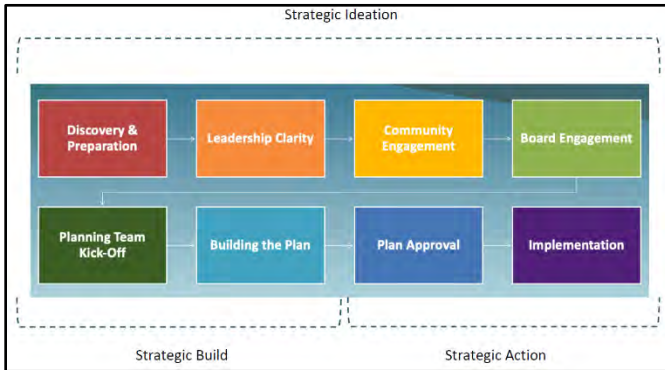 Strategic Ideation
Discovery &
Preparation
Leadership Clarity
Community
Engagement
Board Engagement
Planning Team
Kick-Off
Building the Plan
Plan Approval
Implementation
Strategic Build
Strategic Action